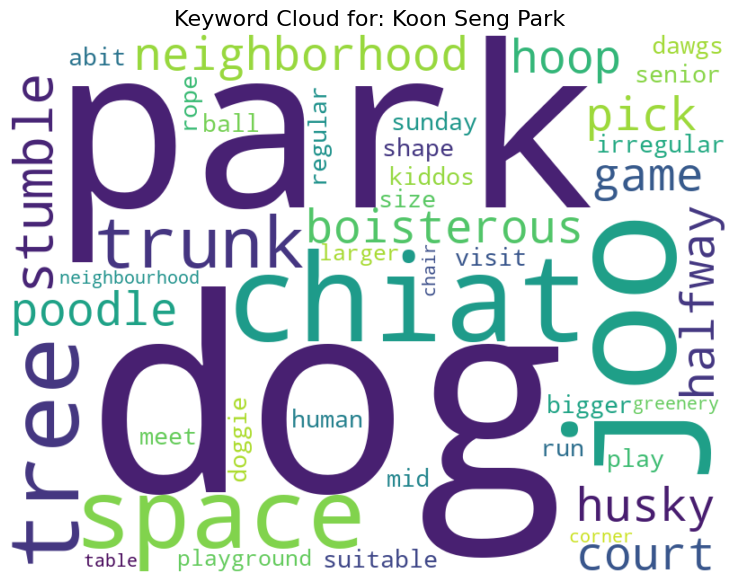 Keyword Cloud for: Koon Seng Park
abit
neighborhood
hoop
dawgs
senior
park
rope
ball
regular
sunday
shape
kiddos
size
pick
irregular
game
stumble
trunk
boisterous
larger
chair
visit
neighbourhood
poodle
chiat
joo
halfway
tree
dog
meet
doggie
human
mid
bigger
greenery
run
play
space
husky
table
playground
suitable
corner
court